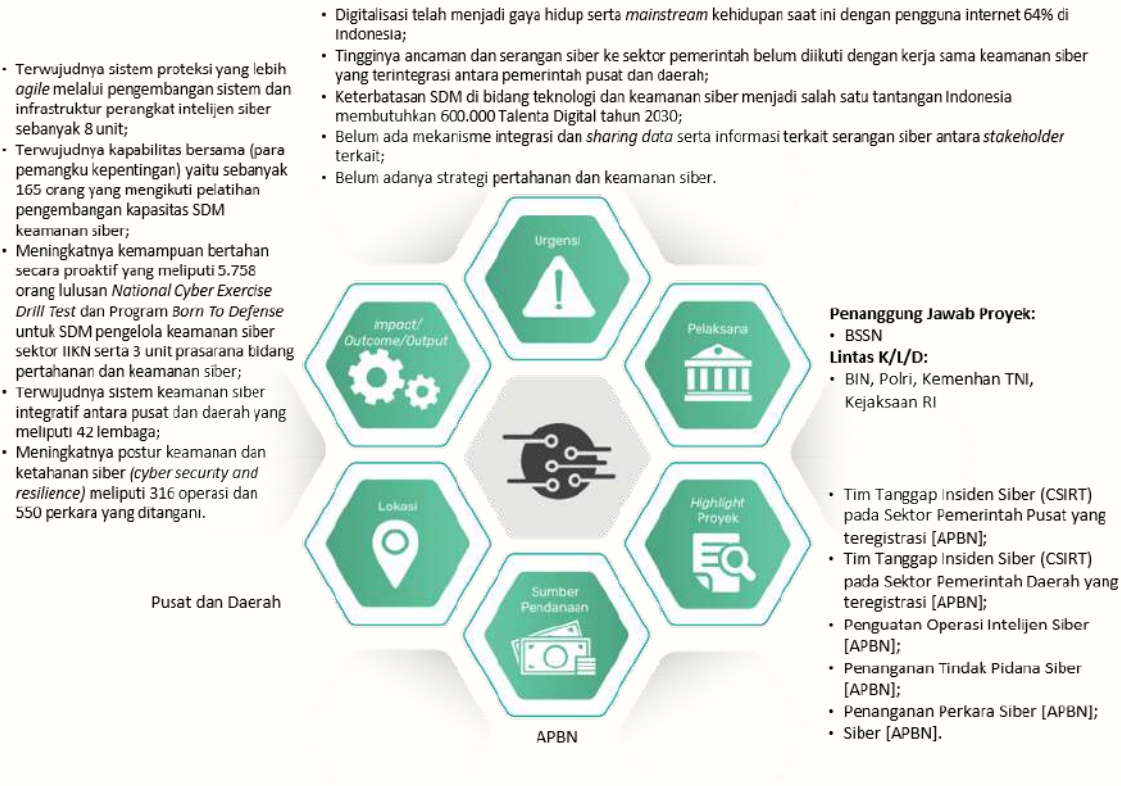 • Digitalisasi telah menjadi gaya hidup serta mainstream kehidupan saat ini dengan pengguna internet 64% di
Indonesia;
• Tingginya ancaman dan serangan siber ke sektor pemerintah belum diikuti dengan kerja sama keamanan siber
yang terintegrasi antara pemerintah pusat dan daerah;
• Keterbatasan SDM di bidang teknologi dan keamanan siber menjadi salah satu tantangan Indonesia
membutuhkan 600.000 Talenta Digital tahun 2030;
• Belum ada mekanisme integrasi dan sharing data serta informasi terkait serangan siber antara stakeholder
terkait;
• Belum adanya strategi pertahanan dan keamanan siber.
• Terwujudnya sistem proteksi yang lebih
agile melalui pengembangan sistem dan
infrastruktur perangkat intelijen siber
sebanyak 8 unit;
• Terwujudnya kapabilitas bersama (para
pemangku kepentingan) yaitu sebanyak
165 orang yang mengikuti pelatihan
pengembangan kapasitas SDM
keamanan siber;
• Meningkatnya kemampuan bertahan
secara proaktif yang meliputi 5.758
orang lulusan National Cyber Exercise
Drill Test dan Program Born To Defense
untuk SDM pengelola keamanan siber
sektor IIKN serta 3 unit prasarana bidang
pertahanan dan keamanan siber;
• Terwujudnya sistem keamanan siber
integratif antara pusat dan daerah yang
meliputi 42 lembaga;
• Meningkatnya postur keamanan dan
ketahanan siber (cyber security and
resilience) meliputi 316 operasi dan
550 perkara yang ditangani.
Urgensi
Impact/
Outcome/Output
Pelaksana
Penanggung Jawab Proyek:
• BSSN
Lintas K/L/D:
• BIN, Polri, Kemenhan TNI,
Kejaksaan RI
Lokasi
Highlight
Proyek
Pusat dan Daerah
• Tim Tanggap Insiden Siber (CSIRT)
pada Sektor Pemerintah Pusat yang
teregistrasi [APBN];
• Tim Tanggap Insiden Siber (CSIRT)
pada Sektor Pemerintah Daerah yang
teregistrasi [APBN];
• Penguatan Operasi Intelijen Siber
[APBN];
• Penanganan Tindak Pidana Siber
[APBN];
• Penanganan Perkara Siber [APBN];
• Siber [APBN].
Sumber
Pendanaan
APBN